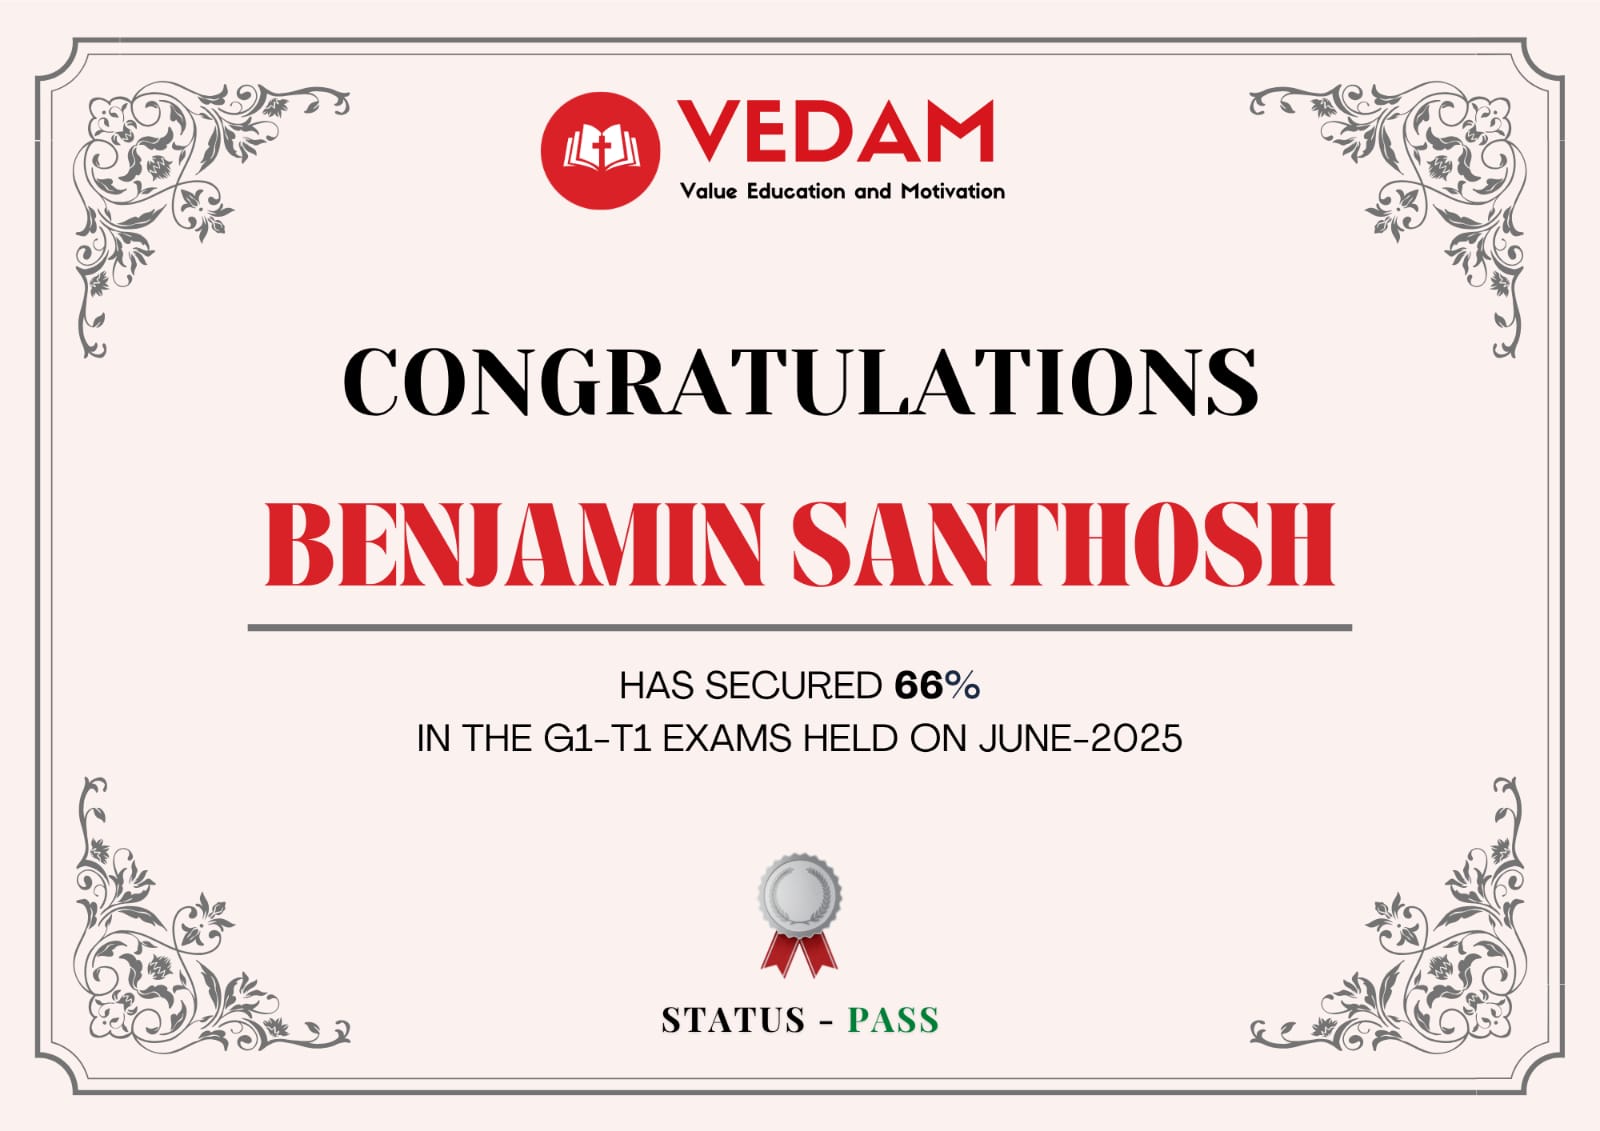 VEDAM
Value Education and Motivation
CONGRATULATIONS
BENJAMIN SANTHOSH
HAS SECURED 66%
IN THE G1-T1 EXAMS HELD ON JUNE-2025
STATUS - PASS